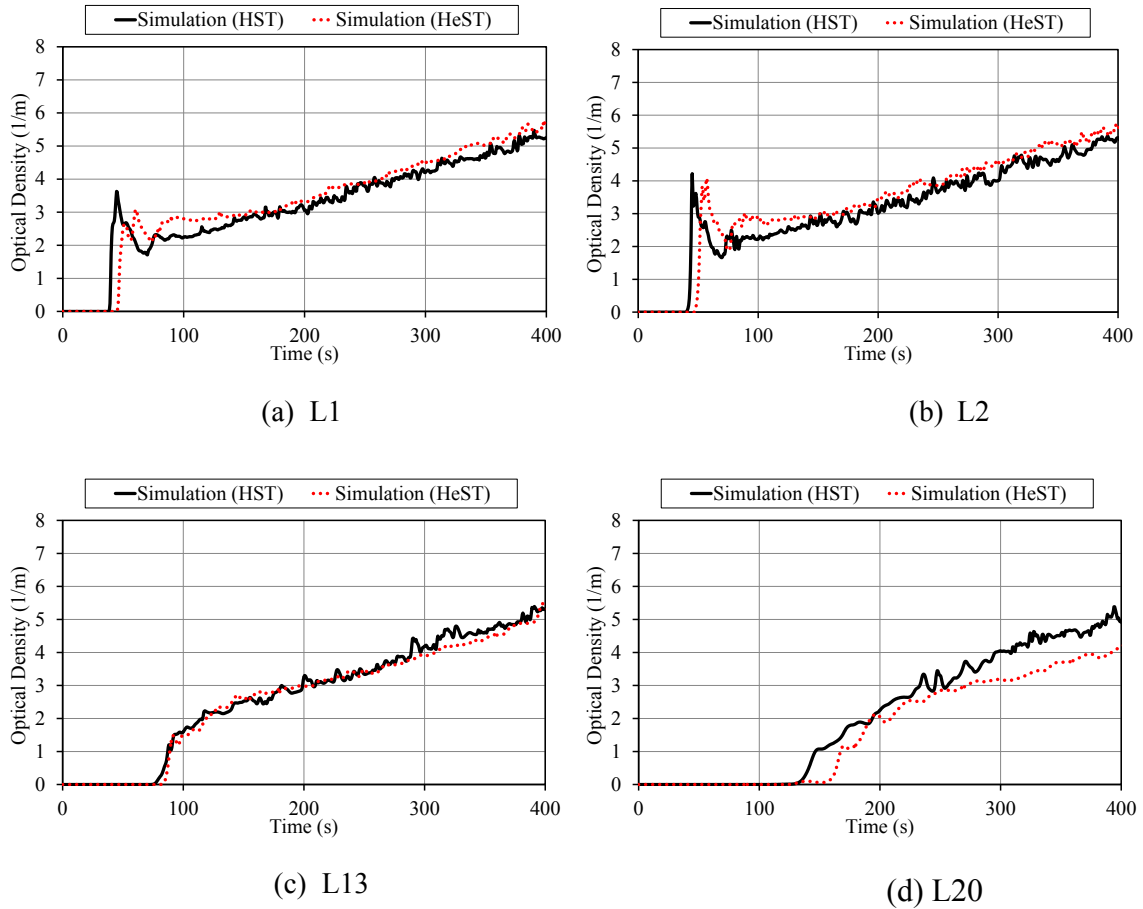 Simulation (HST) Simulation (HeST)
8
7
6
5
4
3
2
1
0
Optical Density (1/m)
0 100 200 300 400
Time (s)
(a) L1
Simulation (HST) Simulation (HeST)
8
7
6
5
4
3
2
1
0
Optical Density (1/m)
0 100 200 300 400
Time (s)
(b) L2
Simulation (HST) Simulation (HeST)
8
7
6
5
4
3
2
1
0
Optical Density (1/m)
0 100 200 300 400
Time (s)
(c) L13
Simulation (HST) Simulation (HeST)
8
7
6
5
4
3
2
1
0
Optical Density (1/m)
0 100 200 300 400
Time (s)
(d) L20